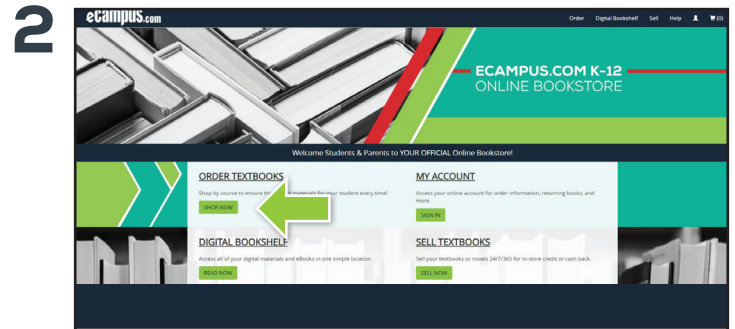 2
ecampus.com
Order Digital Bookshelf Sell Help (0)
ECAMPUS.COM K-12
ONLINE BOOKSTORE
Welcome Students & Parents to YOUR OFFICIAL Online Bookstore!
ORDER TEXTBOOKS
Shop by course to ensure the materials for your student every time!
SHOP NOW
MY ACCOUNT
Access your online account for order information, returning books, and
more.
SIGN IN
DIGITAL BOOKSHELF
Access all of your digital materials and eBooks in one simple location.
READ NOW
SELL TEXTBOOKS
Sell your textbooks or novels 24/7/365 for in-store credit or cash back.
SELL NOW